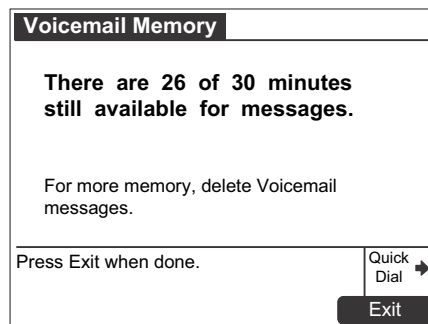 Voicemail Memory
There are 26 of 30 minutes
still available for messages.
For more memory, delete Voicemail
messages.
Press Exit when done.
Quick
Dial
Exit